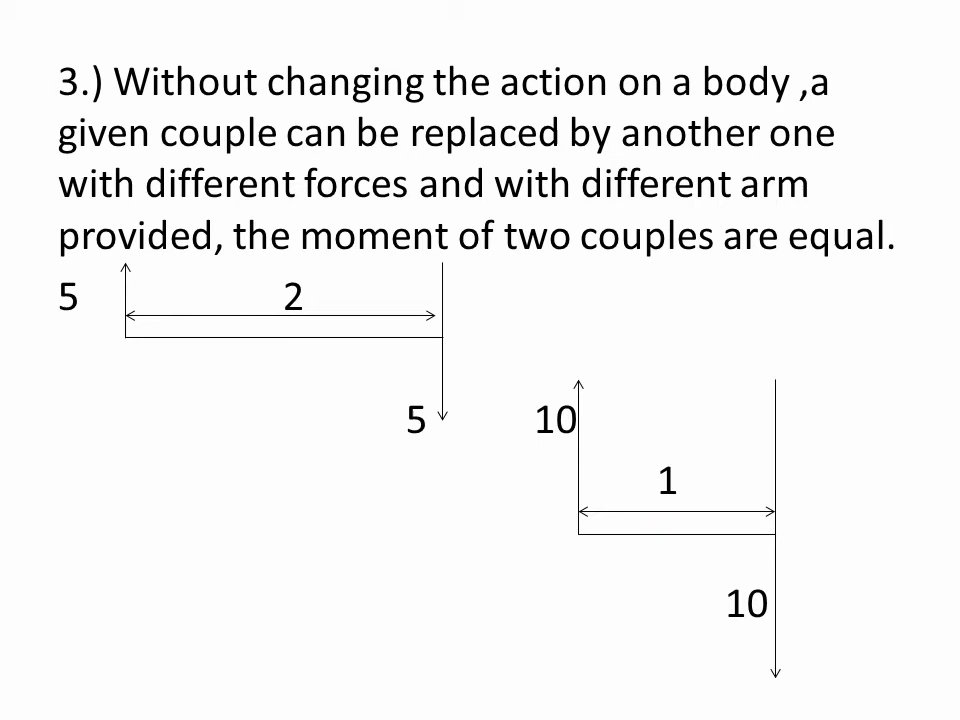 3.) Without changing the action on a body ,a
given couple can be replaced by another one
with different forces and with different arm
provided, the moment of two couples are equal.
5 2
5 10
1
10